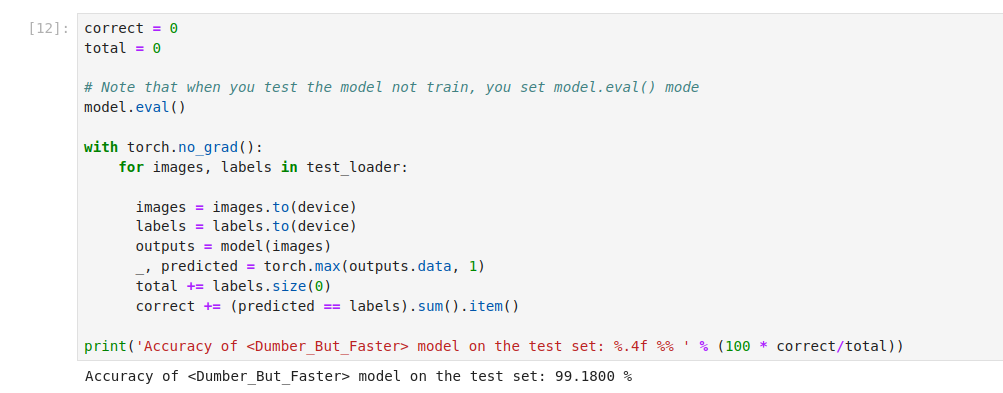 [12]: correct = 0
total = 0
# Note that when you test the model not train, you set model.eval() mode
model.eval()
with torch.no_grad():
    for images, labels in test_loader:
      images = images.to(device)
      labels = labels.to(device)
      outputs = model(images)
      _, predicted = torch.max(outputs.data, 1)
      total += labels.size(0)
      correct += (predicted == labels).sum().item()
print('Accuracy of <Dumber_But_Faster> model on the test set: %.4f %% ' % (100 * correct/total))
Accuracy of <Dumber_But_Faster> model on the test set: 99.1800 %